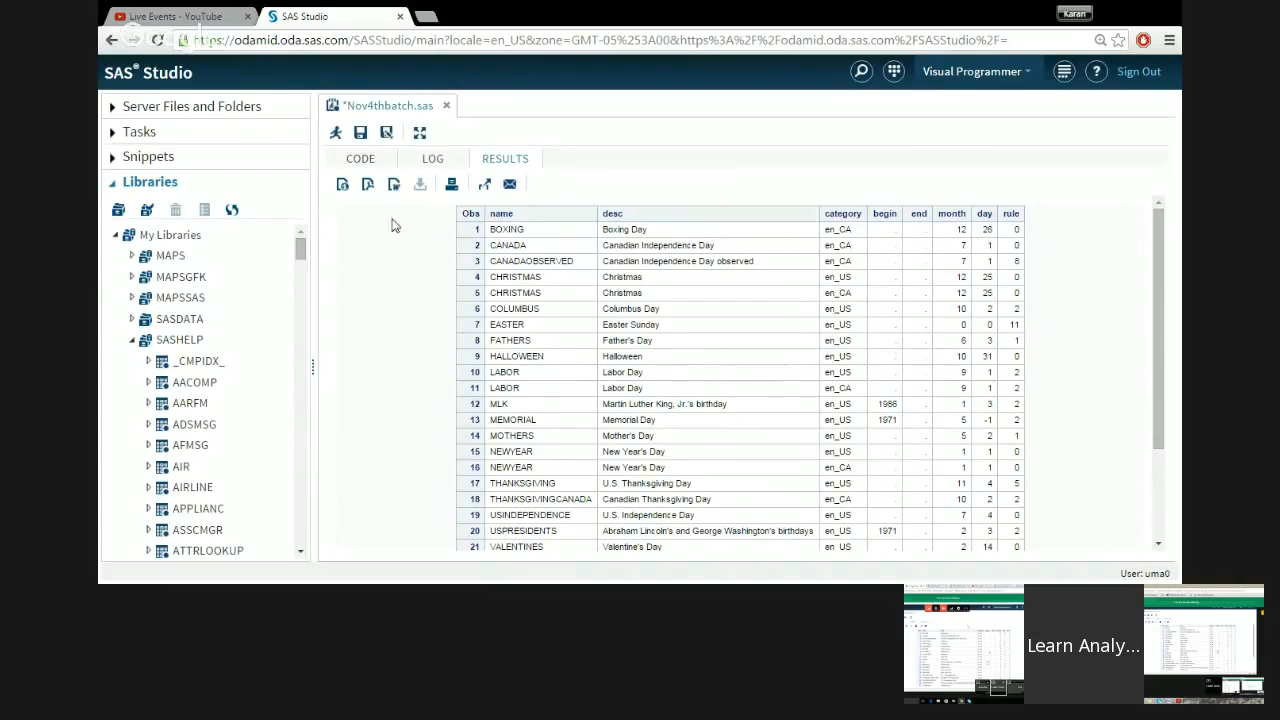 Live Events - YouTube × SAS Studio × Karan
https://odamid.oda.sas.com/SASStudio/main?locale=en_US&zone=GMT-05%253A00&https%3A%2F%2Fodamid.oda.sas.com%2FSASStudio%2F=
SAS® Studio Visual Programmer ? Sign Out
Server Files and Folders
Tasks
Snippets
Libraries
My Libraries
MAPS
MAPSGFK
MAPSSAS
SASDATA
SASHELP
_CMPIDX_
AACOMP
AARFM
ADSMSG
AFMSG
AIR
AIRLINE
APPLIANC
ASSCMGR
ATTRLOOKUP
*Nov4thbatch.sas ×
CODE LOG RESULTS
Obs name desc category begin end month day rule
1 BOXING Boxing Day en_CA . . 12 26 0
2 CANADA Canadian Independence Day en_CA . . 7 1 0
3 CANADAOBSERVED Canadian Independence Day observed en_CA . . 7 1 8
4 CHRISTMAS Christmas en_US . . 12 25 0
5 CHRISTMAS Christmas en_CA . . 12 25 0
6 COLUMBUS Columbus Day en_US . . 10 2 2
7 EASTER Easter Sunday en_US . . 0 0 11
8 FATHERS Father's Day en_US . . 6 3 1
9 HALLOWEEN Halloween en_US . . 10 31 0
10 LABOR Labor Day en_US . . 9 1 2
11 LABOR Labor Day en_CA . . 9 1 2
12 MLK Martin Luther King, Jr.'s birthday en_US 1986 . 1 3 2
13 MEMORIAL Memorial Day en_US 1971 . 5 -1 2
14 MOTHERS Mother's Day en_US . . 5 2 1
15 NEWYEAR New Year's Day en_US . . 1 1 0
16 NEWYEAR New Year's Day en_CA . . 1 1 0
17 THANKSGIVING U.S. Thanksgiving Day en_US . . 11 4 5
18 THANKSGIVINGCANADA Canadian Thanksgiving Day en_CA . . 10 2 2
19 USINDEPENDENCE U.S. Independence Day en_US . . 7 4 0
20 USPRESIDENTS Abraham Lincoln's and George Washington's birthdays en_US 1971 . 2 3 2
21 VALENTINES Valentine's Day en_US . . 2 14 0
User: uma0
Learn Analy...